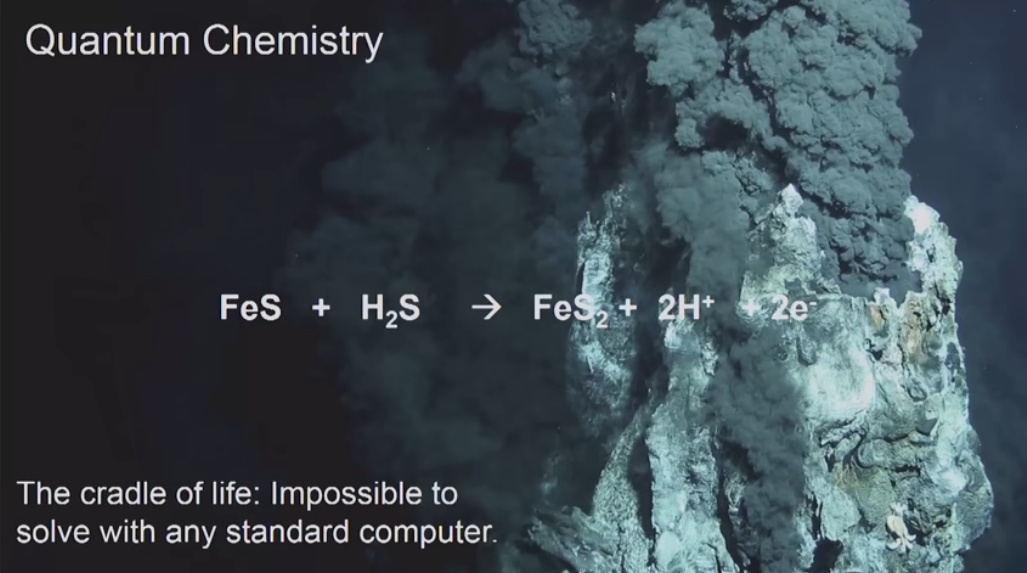 Quantum Chemistry
FeS + H₂S → FeS₂ + 2H⁺ + 2e⁻
The cradle of life: Impossible to
solve with any standard computer.